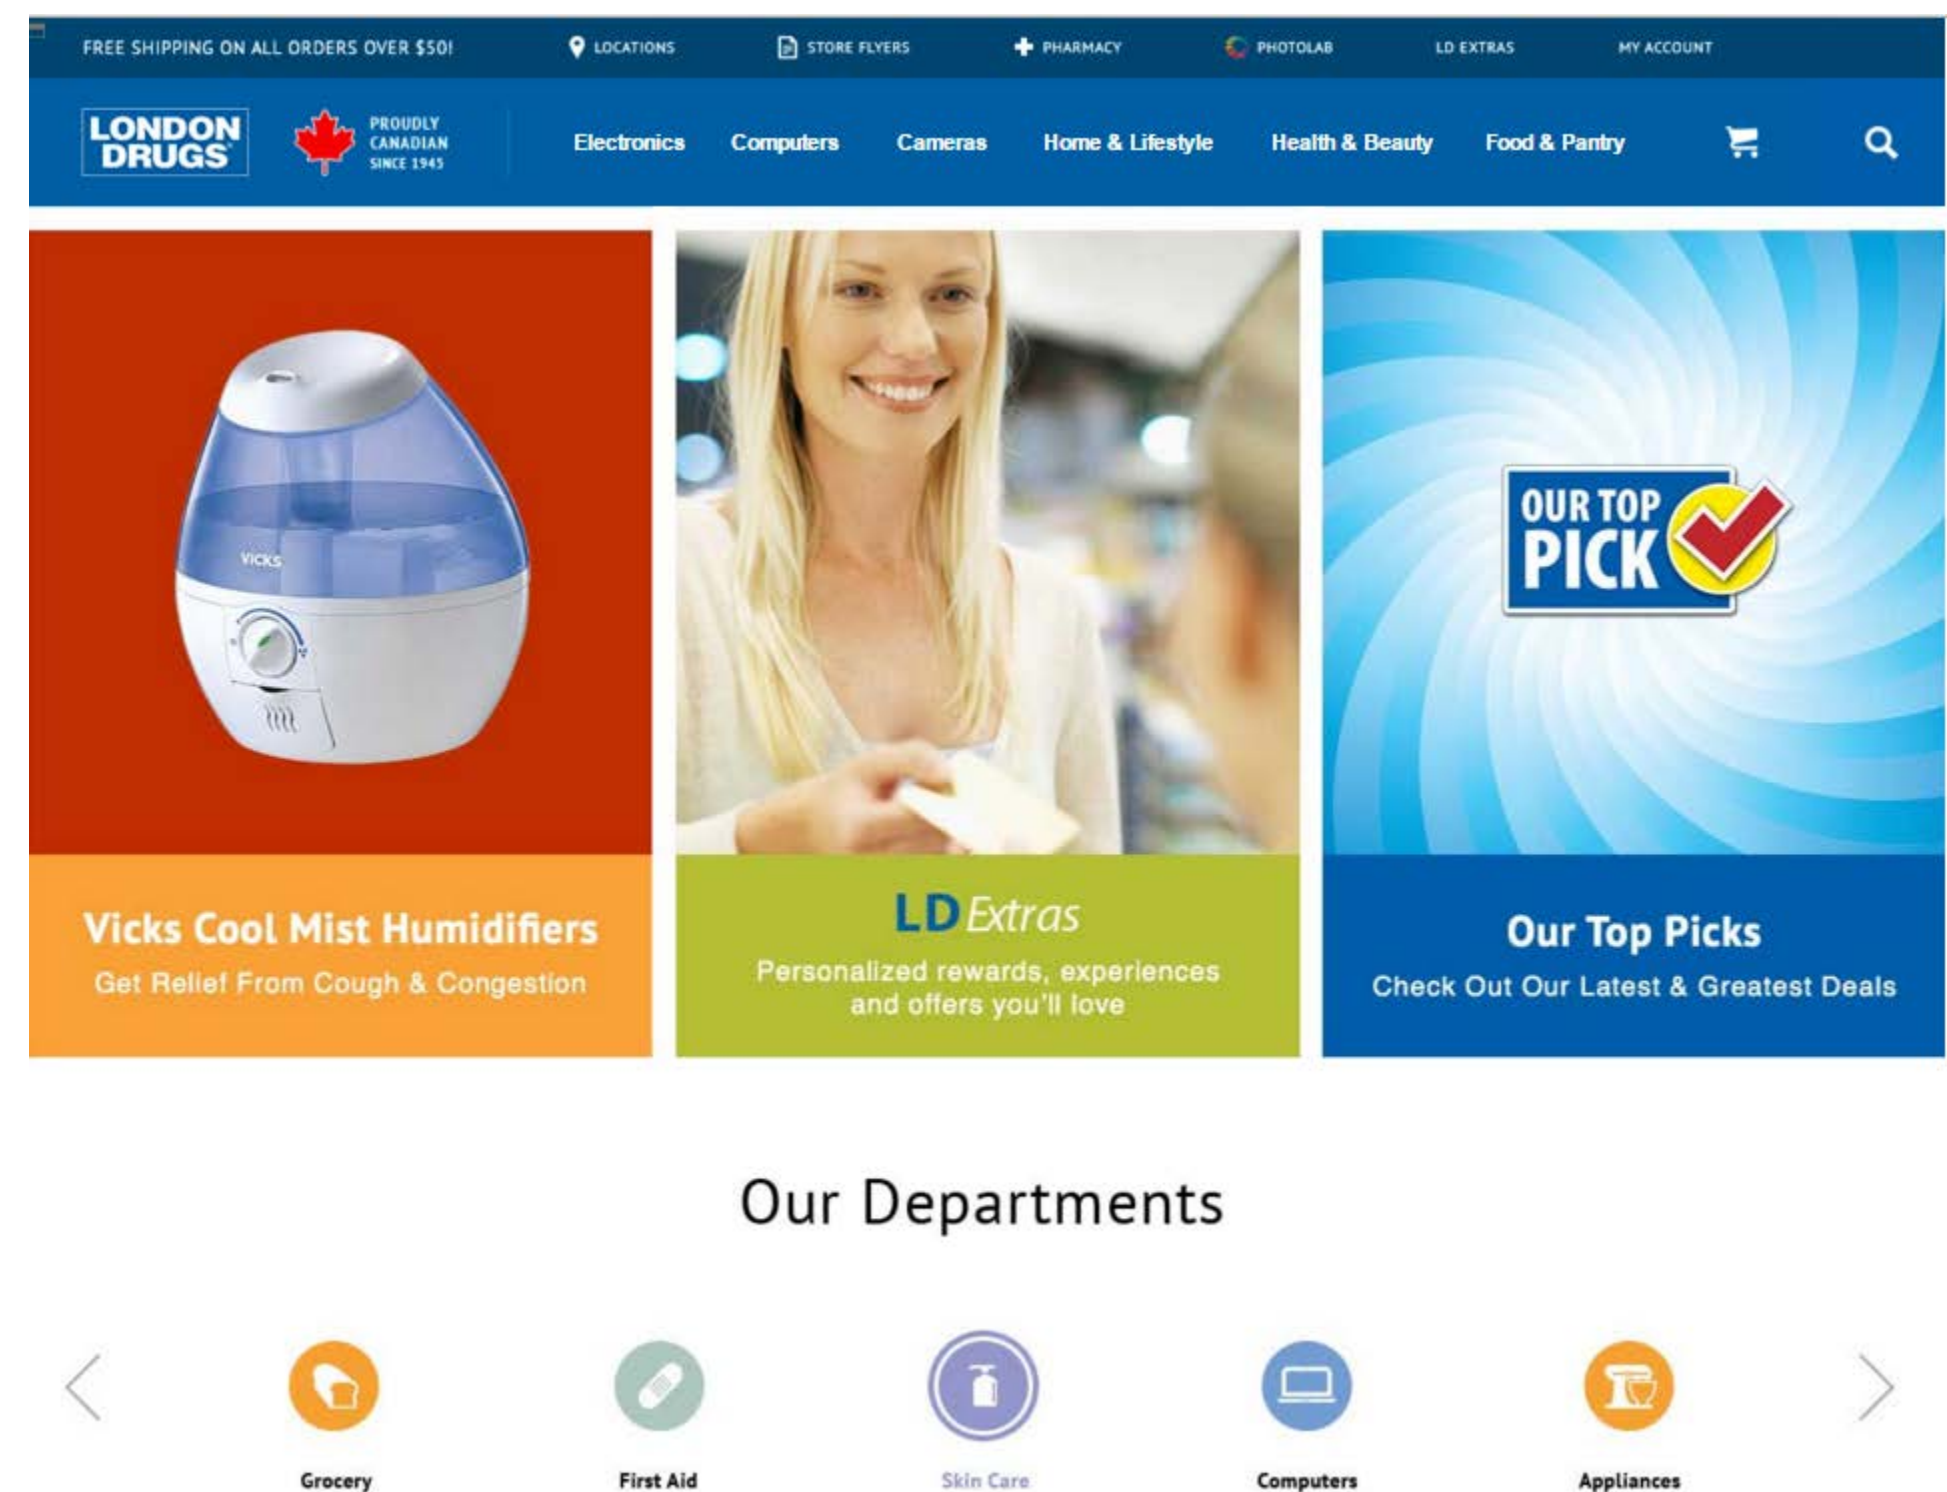 FREE SHIPPING ON ALL ORDERS OVER $50!
LOCATIONS
STORE FLYERS
PHARMACY
PHOTOLAB
LD EXTRAS
MY ACCOUNT
LONDON
DRUGS
PROUDLY
CANADIAN
SINCE 1945
Electronics
Computers
Cameras
Home & Lifestyle
Health & Beauty
Food & Pantry
VICKS
Vicks Cool Mist Humidifiers
Get Relief From Cough & Congestion
LD Extras
Personalized rewards, experiences
and offers you'll love
OUR TOP
PICK
Our Top Picks
Check Out Our Latest & Greatest Deals
Our Departments
Grocery
First Aid
Skin Care
Computers
Appliances